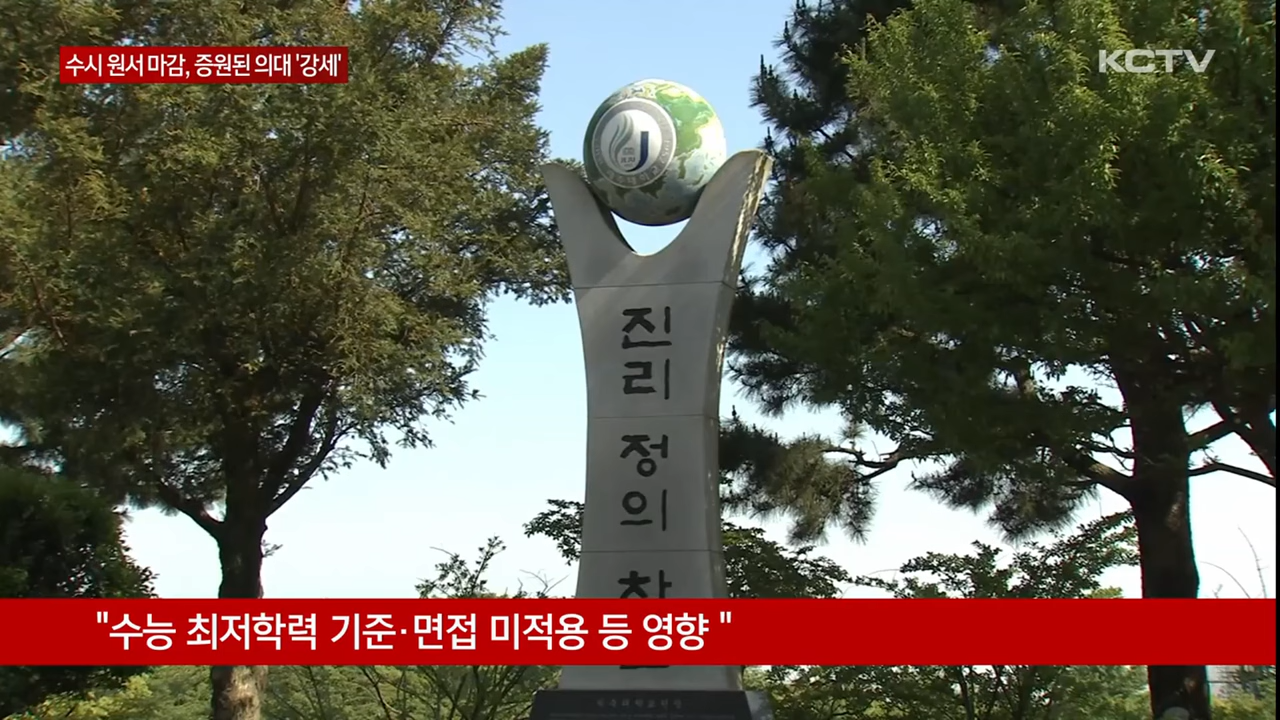 수시 원서 마감, 증원된 의대 '강세'
KCTV
J
진리
정의
창
"수능 최저학력 기준·면접 미적용 등 영향 "